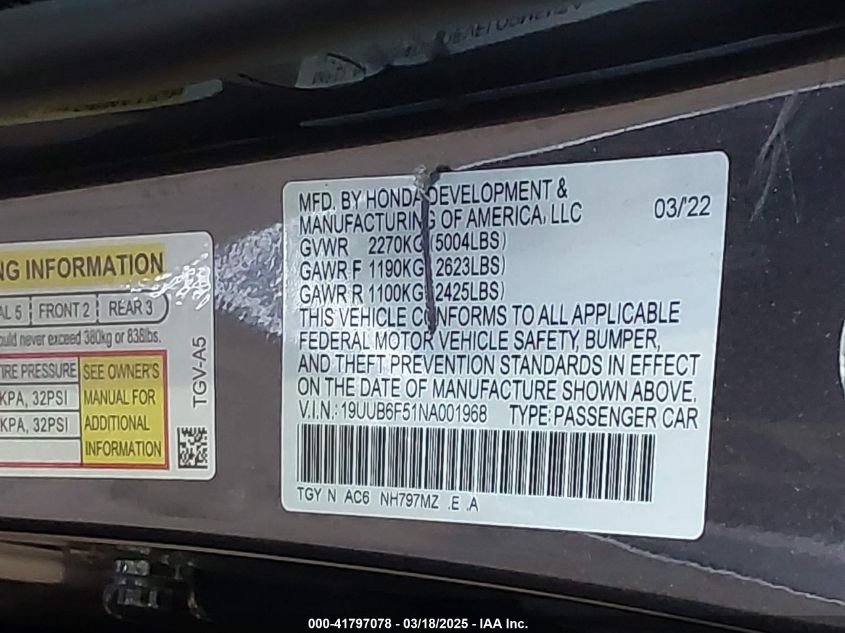 MFD. BY HONDA DEVELOPMENT &
MANUFACTURING OF AMERICA, LLC
03/'22
GVWR 2270KG (5004LBS)
GAWR F 1190KG (2623LBS)
GAWR R 1100KG (2425LBS)
THIS VEHICLE CONFORMS TO ALL APPLICABLE
FEDERAL MOTOR VEHICLE SAFETY, BUMPER,
AND THEFT PREVENTION STANDARDS IN EFFECT
ON THE DATE OF MANUFACTURE SHOWN ABOVE.
V.I.N.: 19UUB6F51NA001968 TYPE: PASSENGER CAR
TGY N AC6 NH797MZ .E .A
NG INFORMATION
AL 5 FRONT 2 REAR 3
ould never exceed 380kg or 838lbs.
TIRE PRESSURE
KPA, 32PSI
KPA, 32PSI
SEE OWNER'S
MANUAL FOR
ADDITIONAL
INFORMATION
TGV-A5
000-41797078 - 03/18/2025 - IAA Inc.